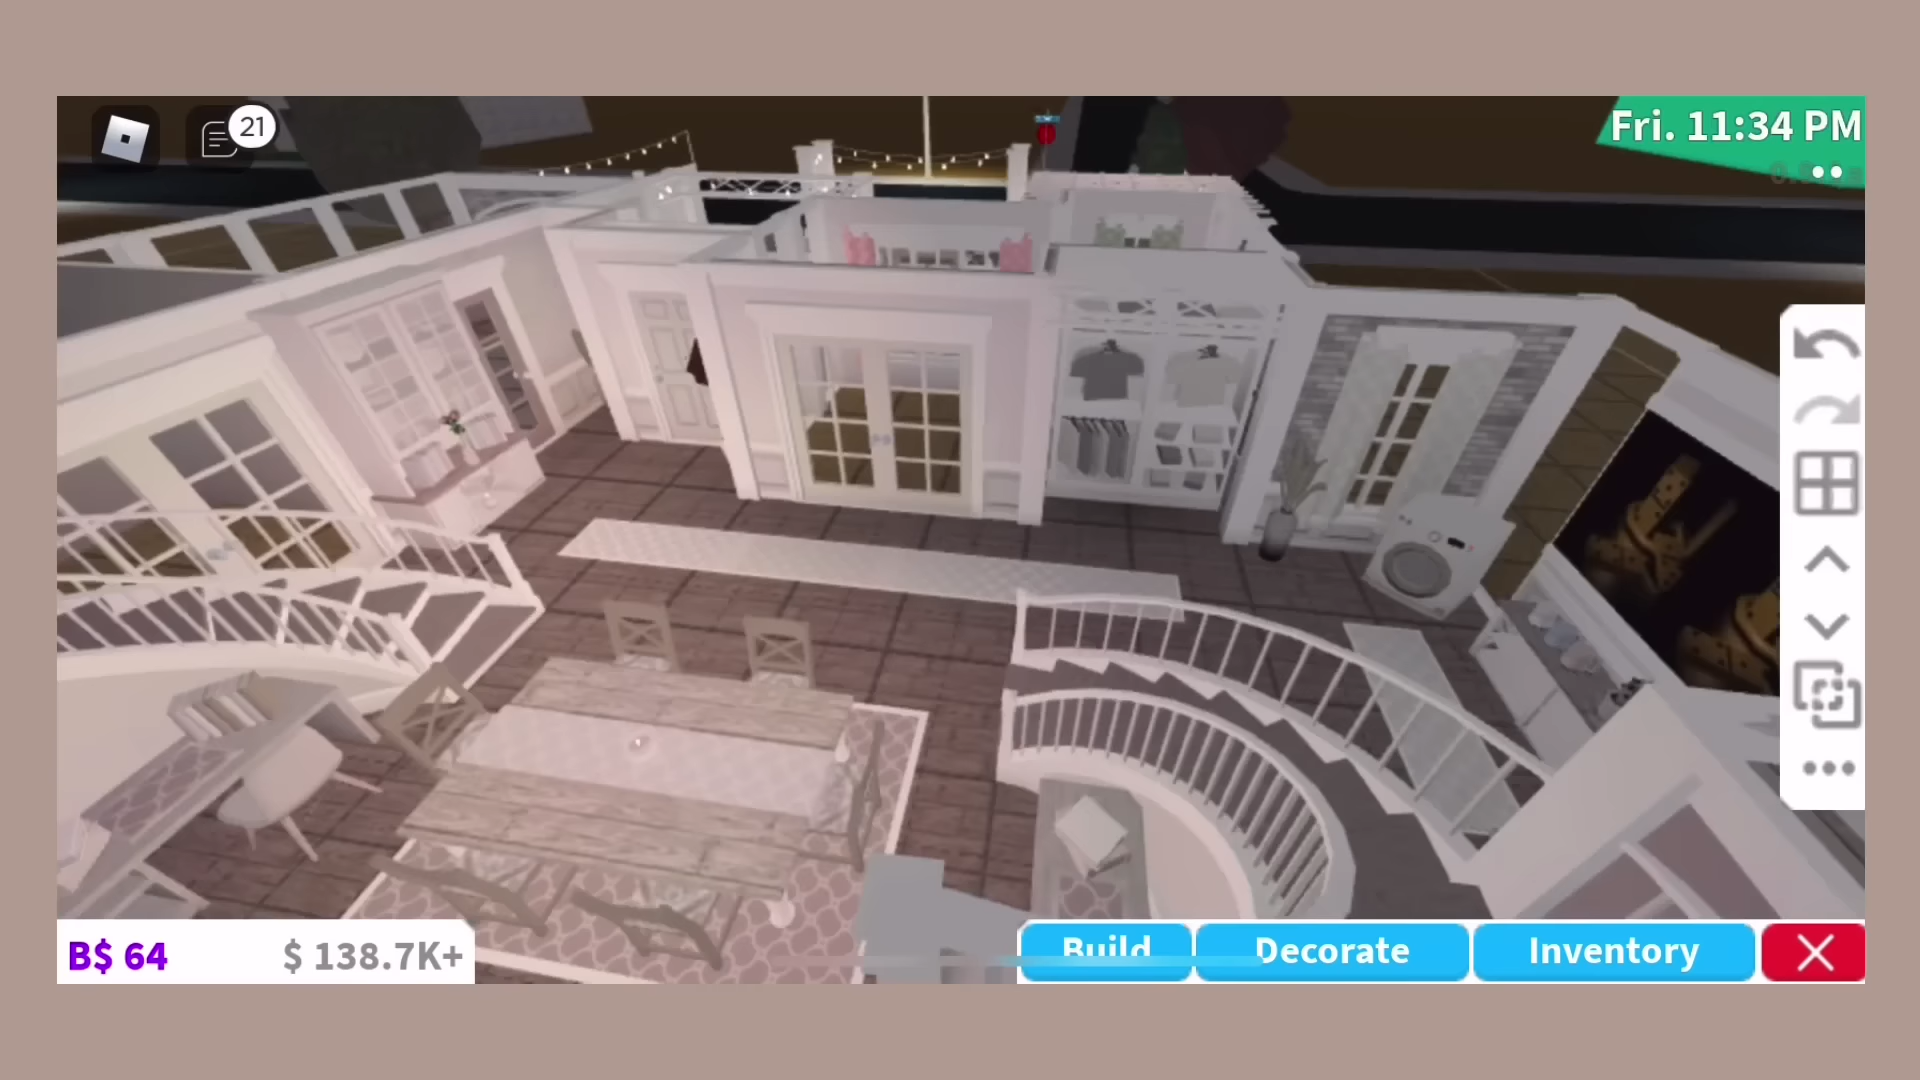 21
Fri. 11:34 PM
B$ 64
$ 138.7K+
Build
Decorate
Inventory